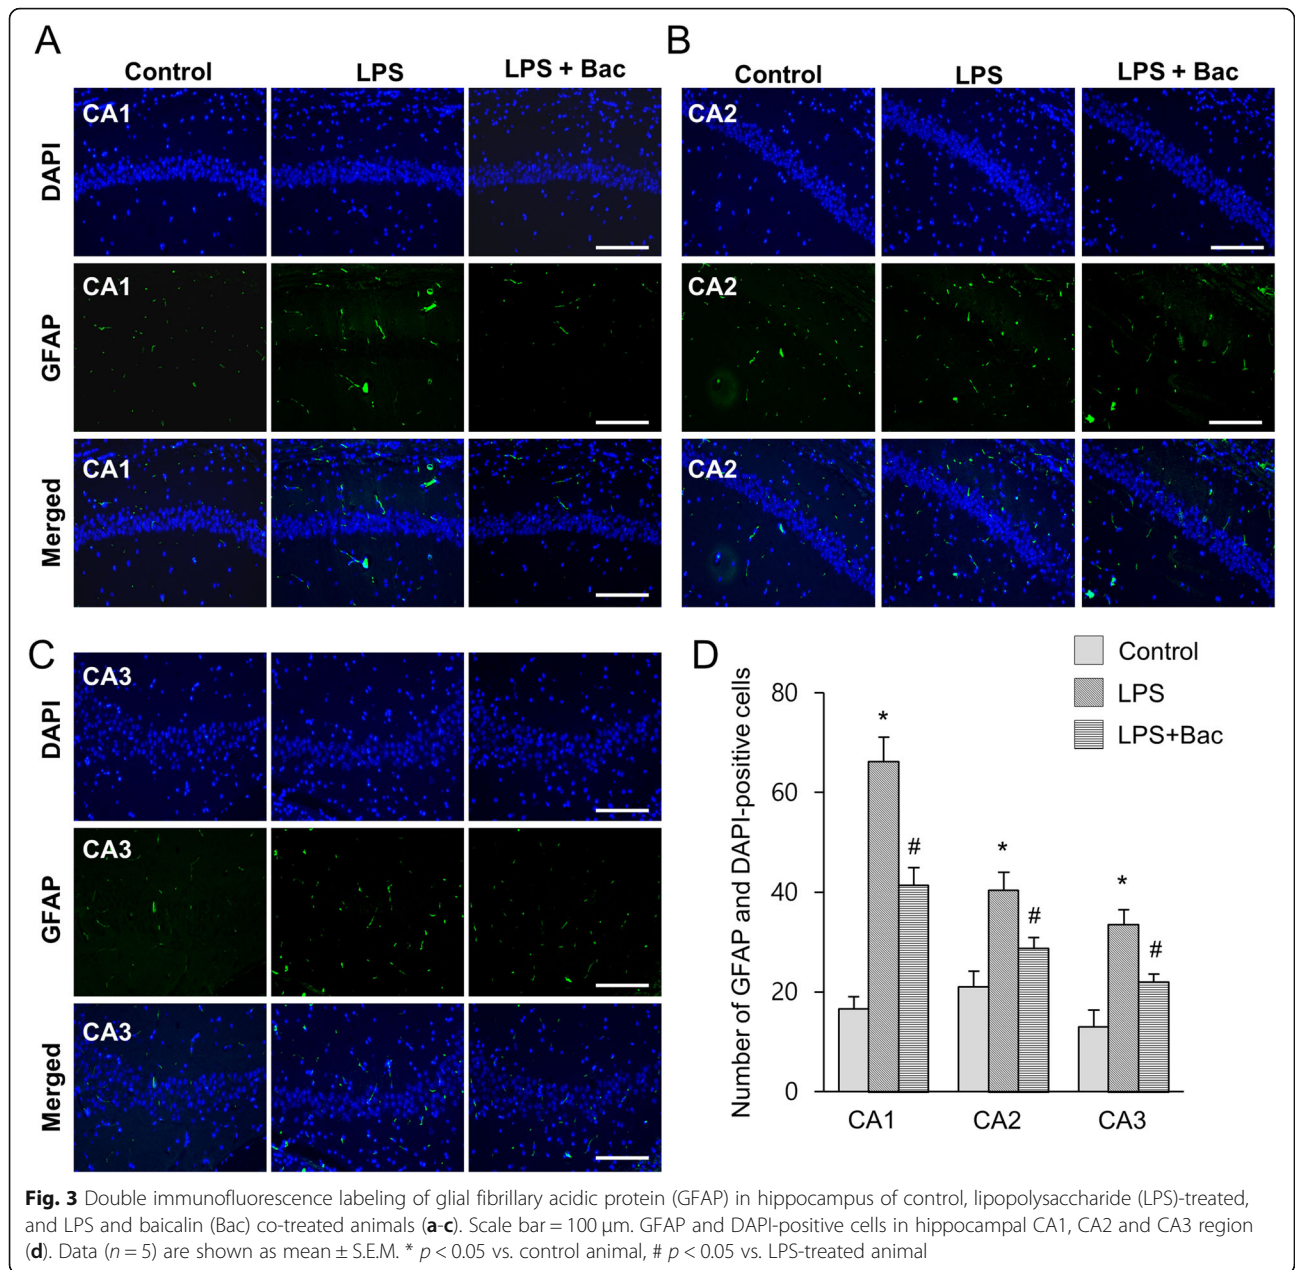 A
Control LPS LPS + Bac
DAPI CA1
GFAP CA1
Merged CA1
B
Control LPS LPS + Bac
CA2
CA2
CA2
C
DAPI CA3
GFAP CA3
Merged CA3
D
Control
LPS
LPS+Bac
Number of GFAP and DAPI-positive cells
80
60
40
20
0
* #
* #
* #
CA1 CA2 CA3
Fig. 3 Double immunofluorescence labeling of glial fibrillary acidic protein (GFAP) in hippocampus of control, lipopolysaccharide (LPS)-treated,
and LPS and baicalin (Bac) co-treated animals (a-c). Scale bar = 100 μm. GFAP and DAPI-positive cells in hippocampal CA1, CA2 and CA3 region
(d). Data (n = 5) are shown as mean ± S.E.M. * p < 0.05 vs. control animal, # p < 0.05 vs. LPS-treated animal